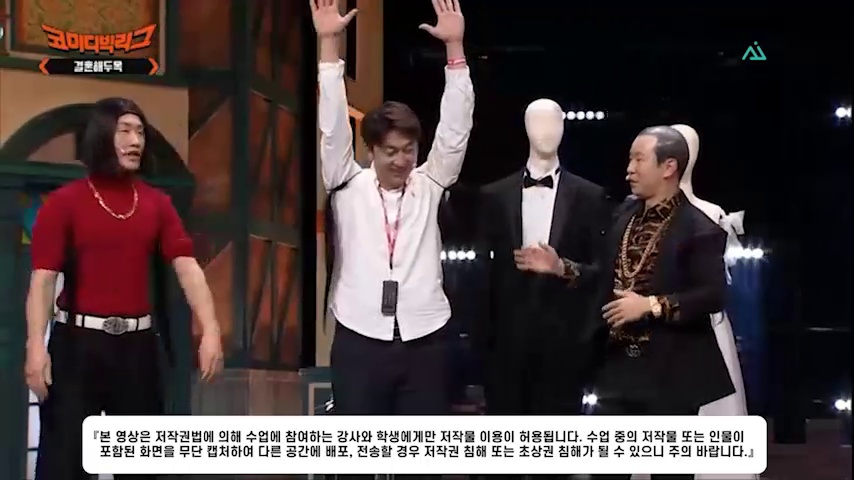 코미디빅리그
결혼해두목
『본 영상은 저작권법에 의해 수업에 참여하는 강사와 학생에게만 저작물 이용이 허용됩니다. 수업 중의 저작물 또는 인물이
포함된 화면을 무단 캡처하여 다른 공간에 배포, 전송할 경우 저작권 침해 또는 초상권 침해가 될 수 있으니 주의 바랍니다.』